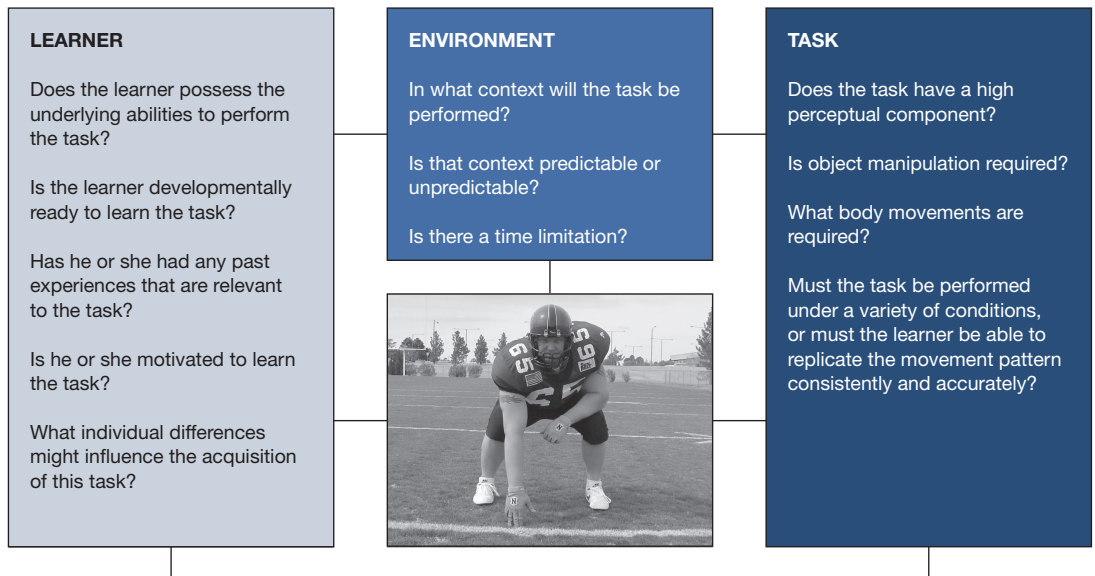 LEARNER
Does the learner possess the
underlying abilities to perform
the task?
Is the learner developmentally
ready to learn the task?
Has he or she had any past
experiences that are relevant
to the task?
Is he or she motivated to learn
the task?
What individual differences
might influence the acquisition
of this task?
ENVIRONMENT
In what context will the task be
performed?
Is that context predictable or
unpredictable?
Is there a time limitation?
65
59
65
N
N
TASK
Does the task have a high
perceptual component?
Is object manipulation required?
What body movements are
required?
Must the task be performed
under a variety of conditions,
or must the learner be able to
replicate the movement pattern
consistently and accurately?